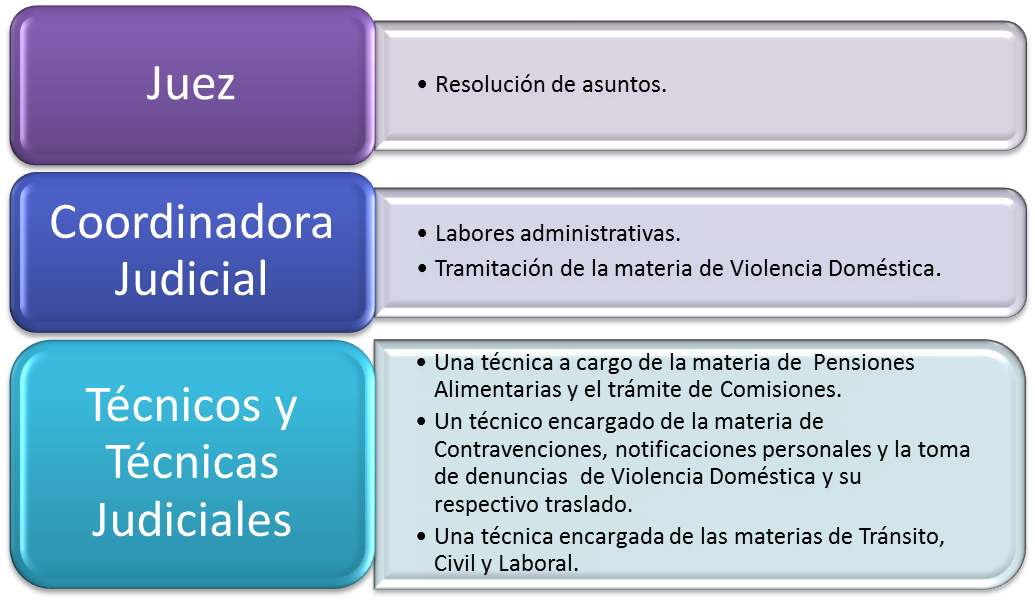 Juez
• Resolución de asuntos.
Coordinadora
Judicial
• Labores administrativas.
• Tramitación de la materia de Violencia Doméstica.
Técnicos y
Técnicas
Judiciales
• Una técnica a cargo de la materia de  Pensiones
Alimentarias y el trámite de Comisiones.
• Un técnico encargado de la materia de
Contravenciones, notificaciones personales y la toma
de denuncias  de Violencia Doméstica y su
respectivo traslado.
• Una técnica encargada de las materias de Tránsito,
Civil y Laboral.